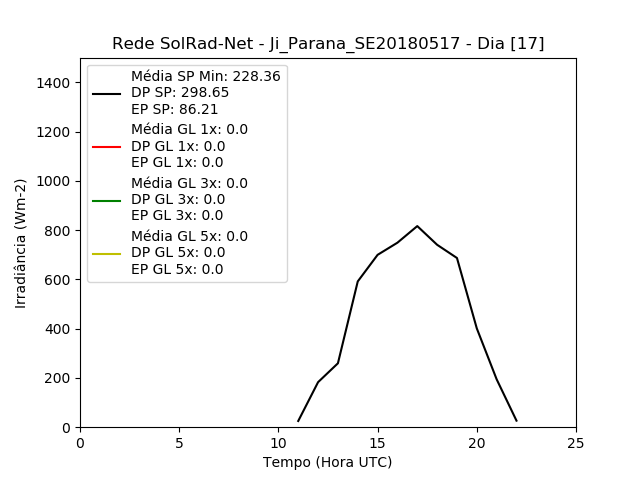 Rede SolRad-Net - Ji_Parana_SE20180517 - Dia [17]
Irradiância (Wm-2)
1400
1200
1000
800
600
400
200
0
Média SP Min: 228.36
DP SP: 298.65
EP SP: 86.21
Média GL 1x: 0.0
DP GL 1x: 0.0
EP GL 1x: 0.0
Média GL 3x: 0.0
DP GL 3x: 0.0
EP GL 3x: 0.0
Média GL 5x: 0.0
DP GL 5x: 0.0
EP GL 5x: 0.0
0 5 10 15 20 25
Tempo (Hora UTC)